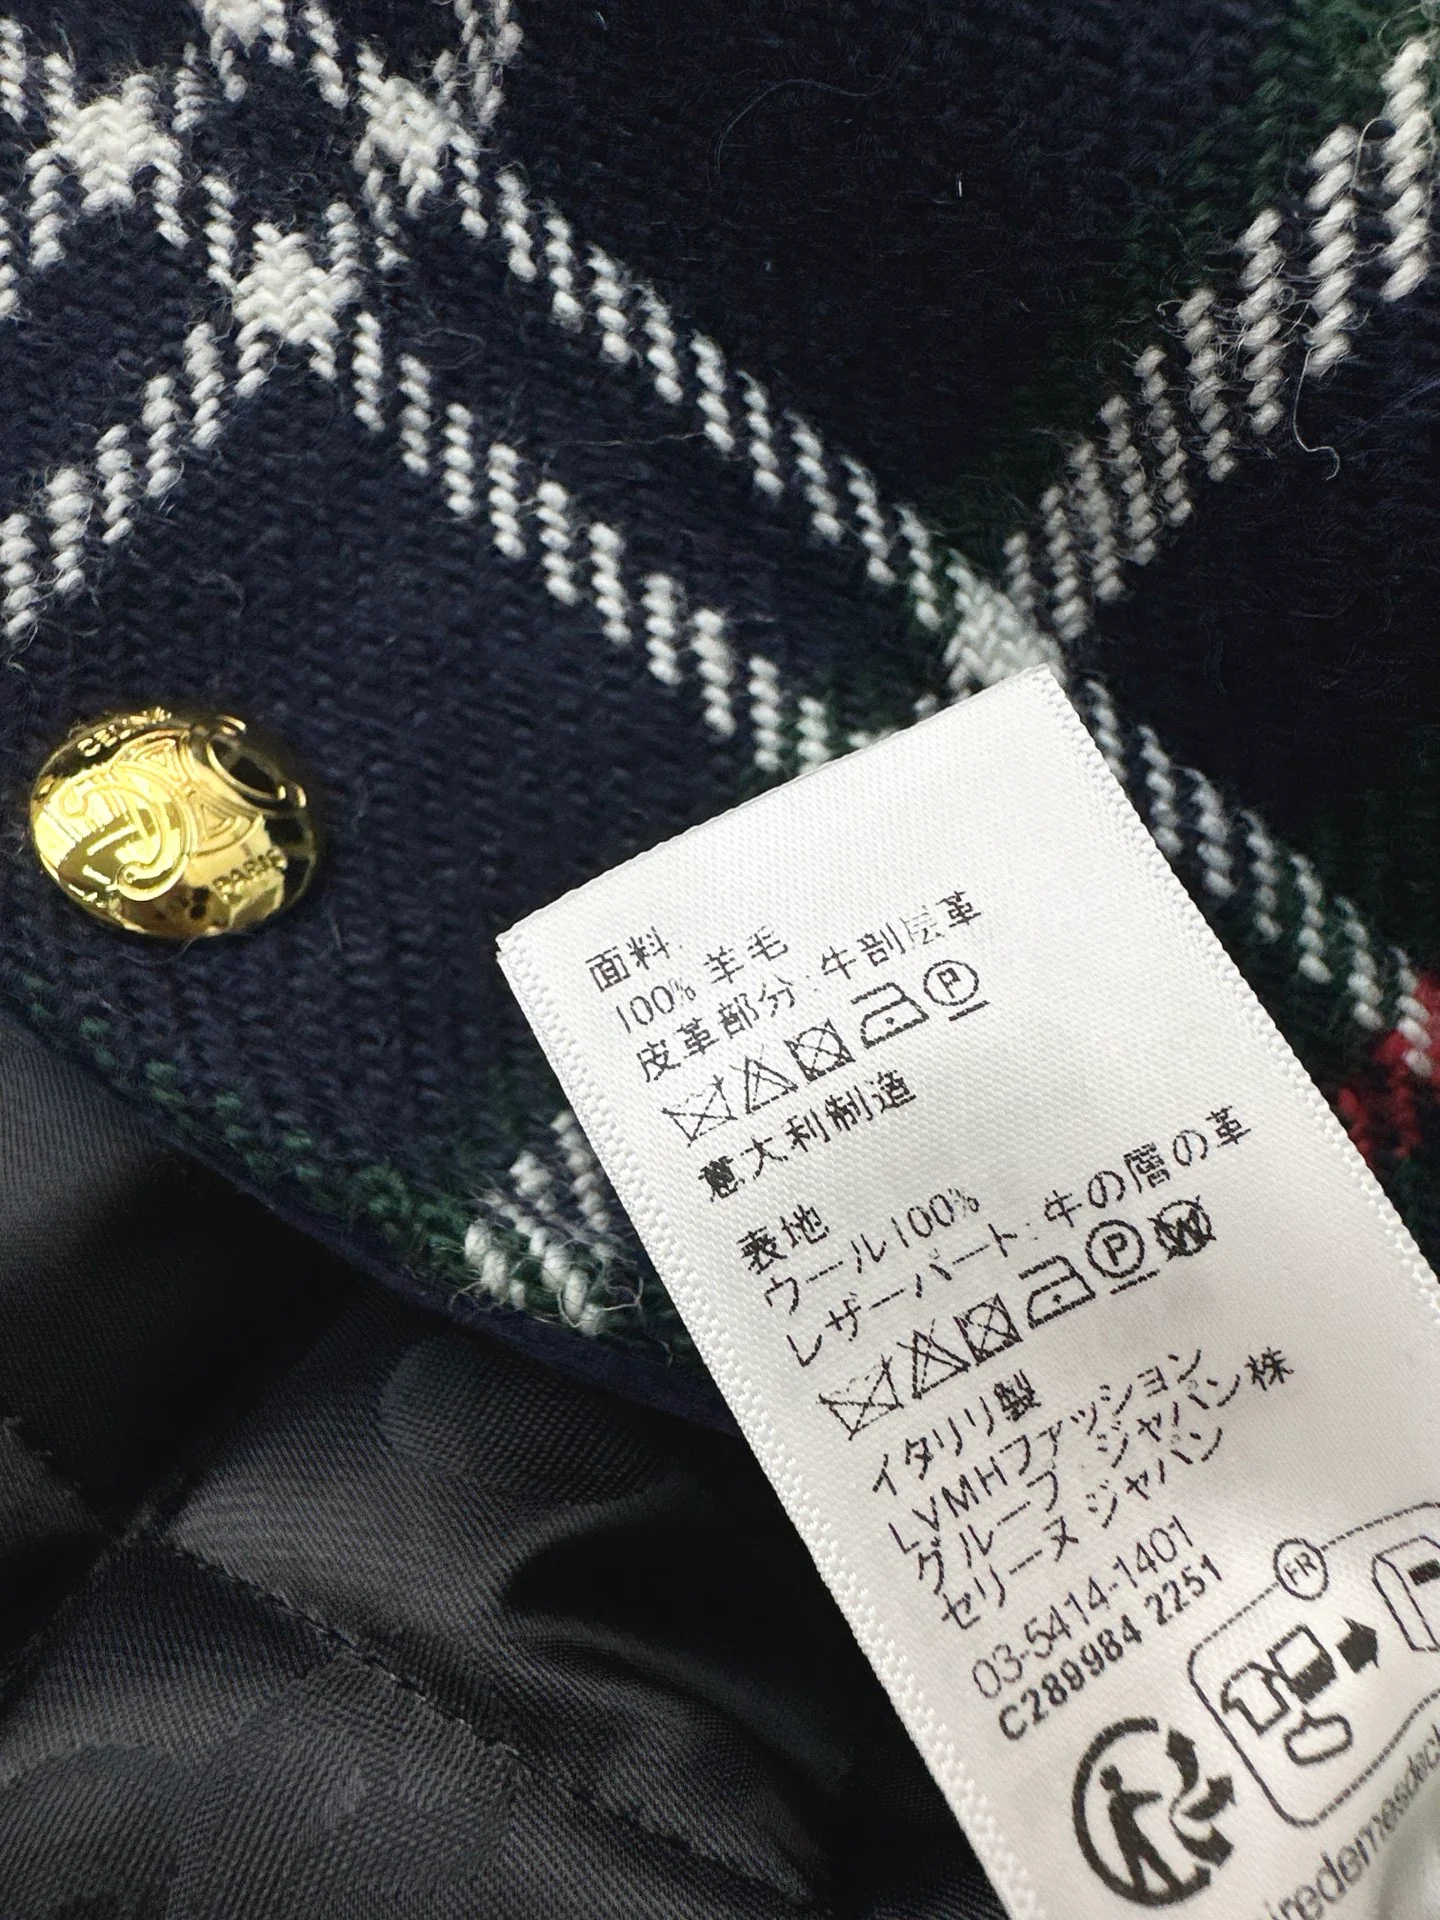 面料
100% 羊毛
皮革部分:牛剖层革
意大利制造
表地
ウール100%
レザーパート:牛の層の革
イタリリ製
LVMHファッション
グループ・ジャパン株
セリーヌ ジャパン
03-5414-1401
C289984 2251
FR
PARIS